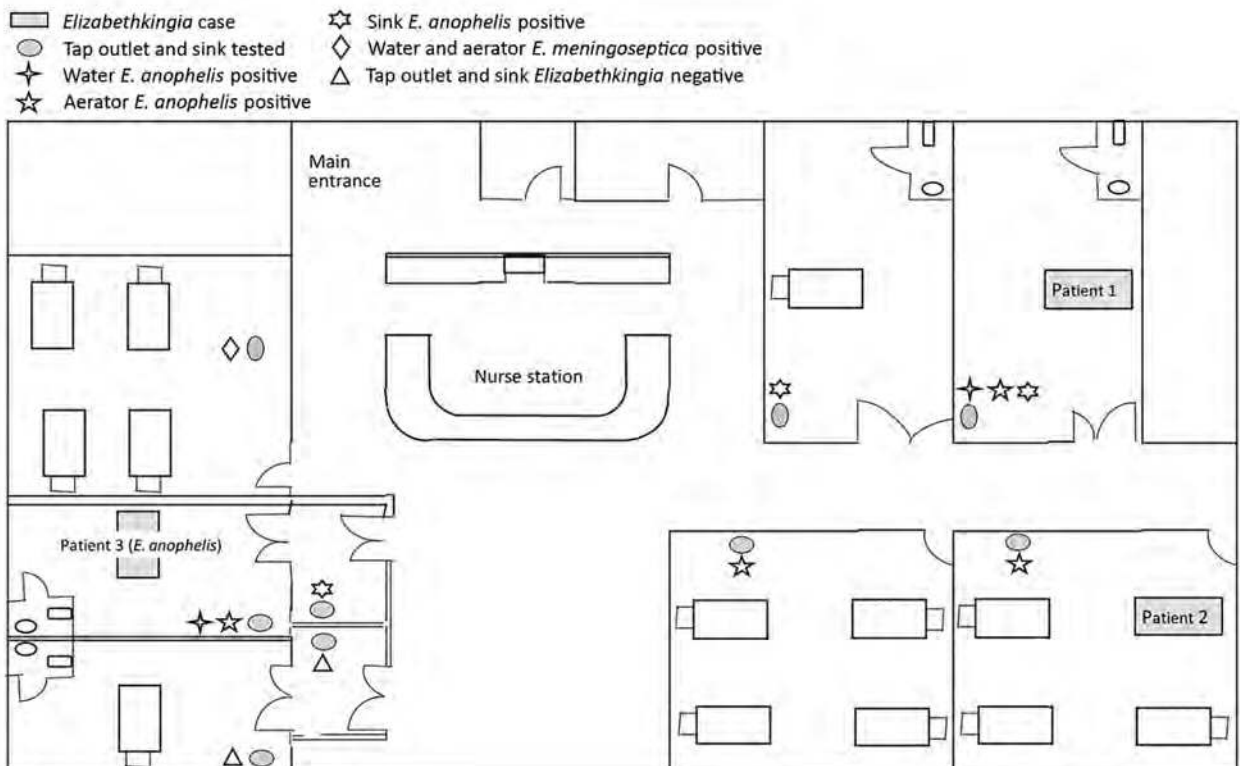 Elizabethkingia case
Tap outlet and sink tested
Water E. anophelis positive
Aerator E. anophelis positive
Sink E. anophelis positive
Water and aerator E. meningoseptica positive
Tap outlet and sink Elizabethkingia negative
Main
entrance
Patient 1
Nurse station
Patient 3 (E. anophelis)
Patient 2